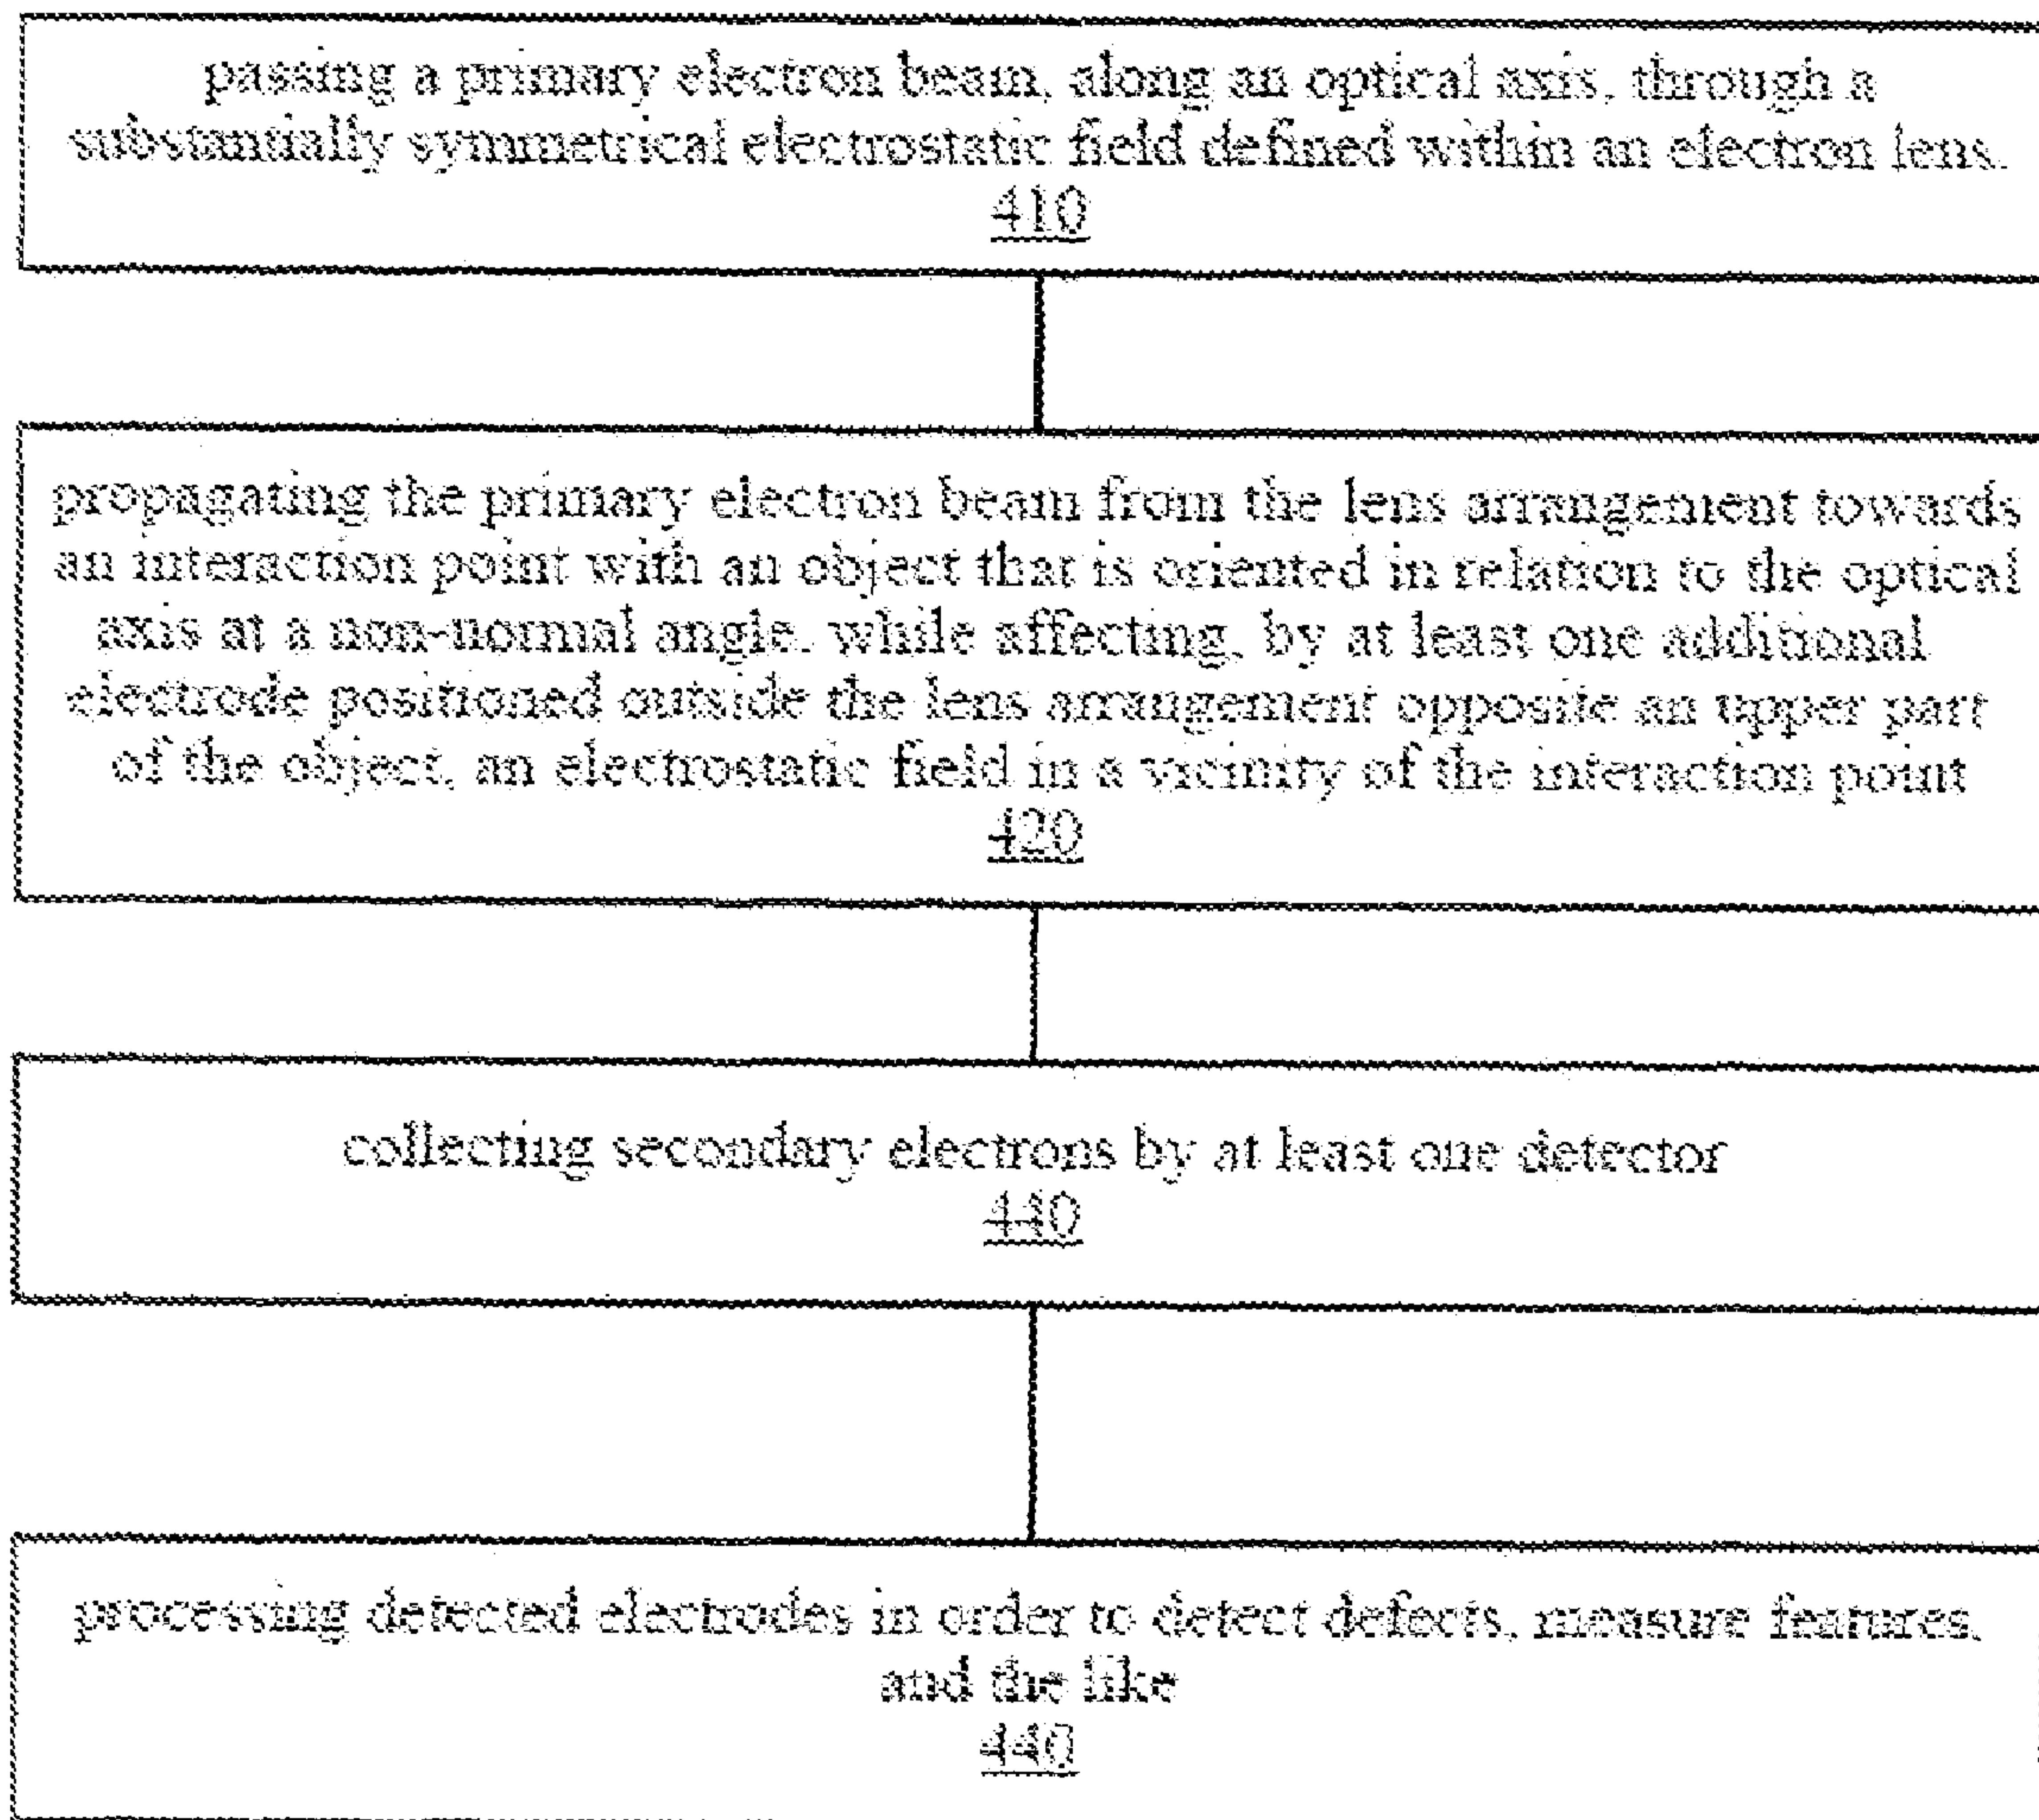 passing a primary electron beam, along an optical axis, through a
substantially symmetrical electrostatic field defined within an electron lens.
410
propagating the primary electron beam from the lens arrangement towards
an interaction point with an object that is oriented in relation to the optical
axis at a non-normal angle, while affecting, by at least one additional
electrode positioned outside the lens arrangement opposite an upper part
of the object, an electrostatic field in a vicinity of the interaction point
420
collecting secondary electrons by at least one detector
440
processing detected electrodes in order to detect defects, measure features,
and the like
440